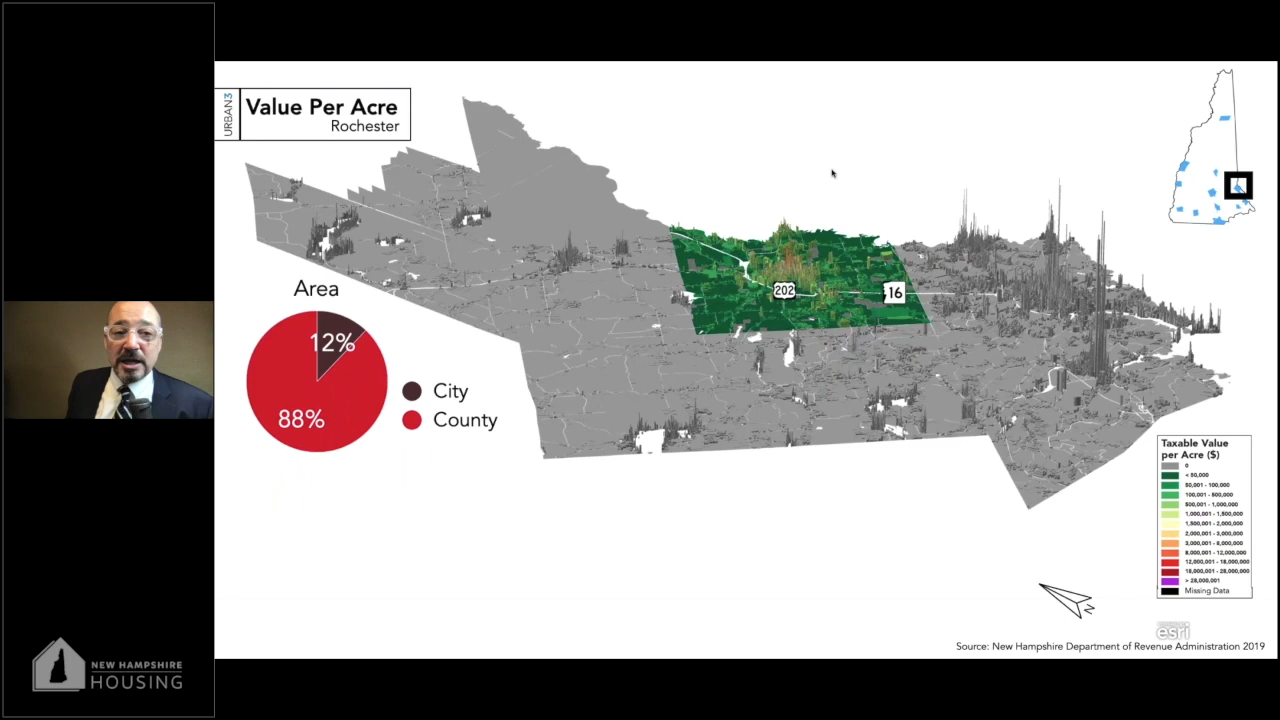 URBAN3
Value Per Acre
Rochester
Area
12%
88%
City
County
202
16
Taxable Value
per Acre ($)
0
< 50,000
50,001 - 100,000
100,001 - 500,000
500,001 - 1,000,000
1,000,001 - 1,500,000
1,500,001 - 2,000,000
2,000,001 - 3,000,000
3,000,001 - 8,000,000
8,000,001 - 12,000,000
12,000,001 - 18,000,000
18,000,001 - 28,000,000
> 28,000,001
Missing Data
Z
esri
Source: New Hampshire Department of Revenue Administration 2019
NEW HAMPSHIRE
HOUSING